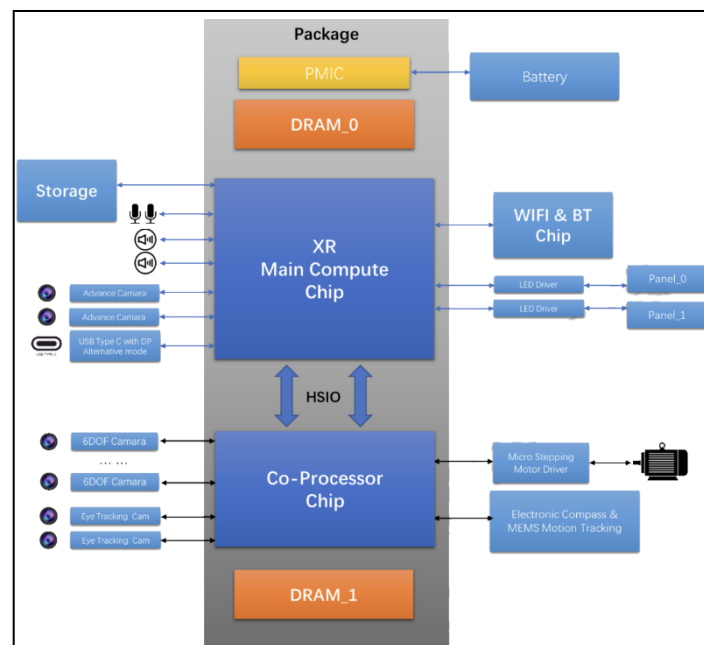 Package
PMIC
Battery
DRAM_0
Storage
XR
Main Compute
Chip
WIFI & BT
Chip
Advance Camara
LED Driver
Panel_0
Advance Camara
LED Driver
Panel_1
USB TYPE C
USB Type C with DP
Alternative mode
HSIO
6DOF Camara
... ...
6DOF Camara
Eye Tracking Cam
Eye Tracking Cam
Co-Processor
Chip
Micro Stepping
Motor Driver
Electronic Compass &
MEMS Motion Tracking
DRAM_1